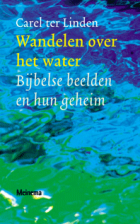 Carel ter Linden
Wandelen over
het water
Bijbelse beelden
en hun geheim
Meinema